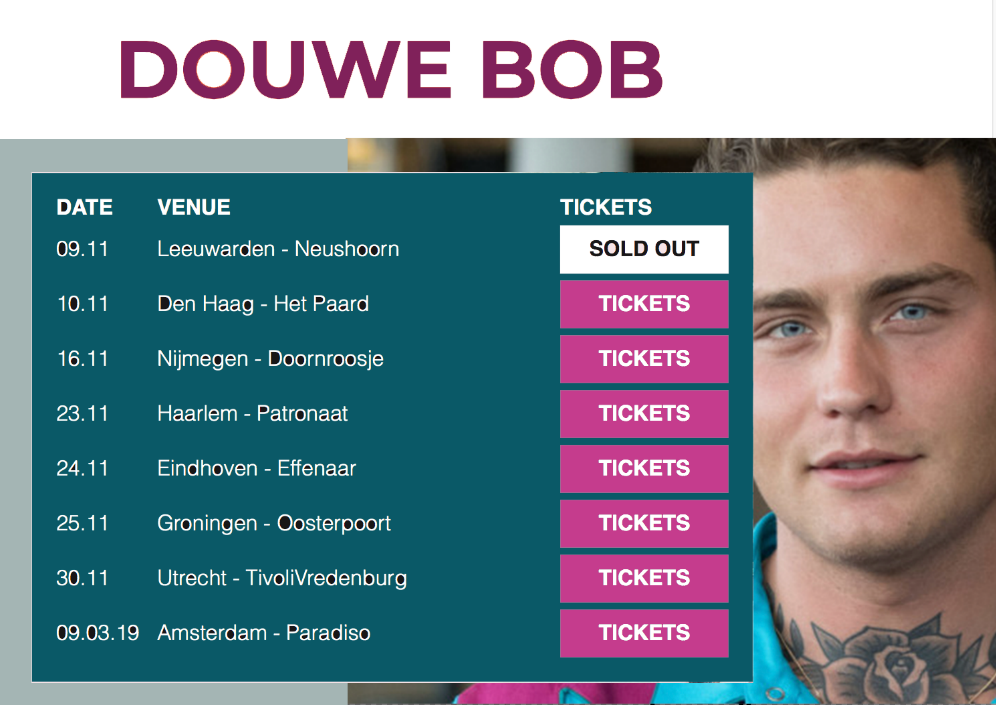 DOUWE BOB
DATE VENUE TICKETS
09.11 Leeuwarden - Neushoorn SOLD OUT
10.11 Den Haag - Het Paard TICKETS
16.11 Nijmegen - Doornroosje TICKETS
23.11 Haarlem - Patronaat TICKETS
24.11 Eindhoven - Effenaar TICKETS
25.11 Groningen - Oosterpoort TICKETS
30.11 Utrecht - TivoliVredenburg TICKETS
09.03.19 Amsterdam - Paradiso TICKETS